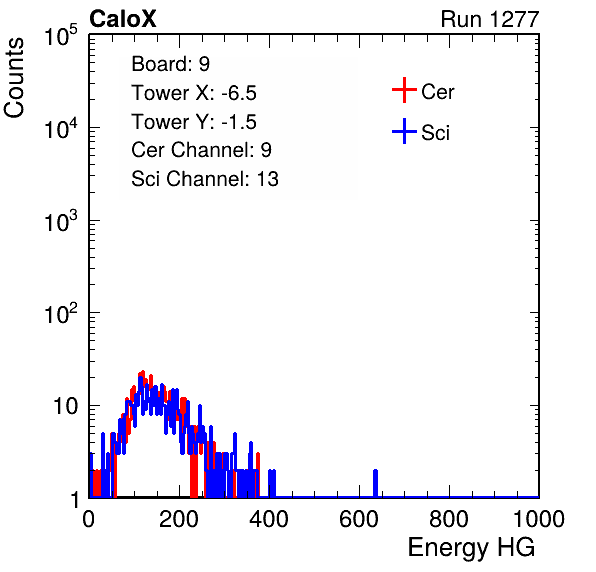 CaloX Run 1277
Counts
10^5
10^4
10^3
10^2
10
1
Board: 9
Tower X: -6.5
Tower Y: -1.5
Cer Channel: 9
Sci Channel: 13
Cer
Sci
0 200 400 600 800 1000
Energy HG